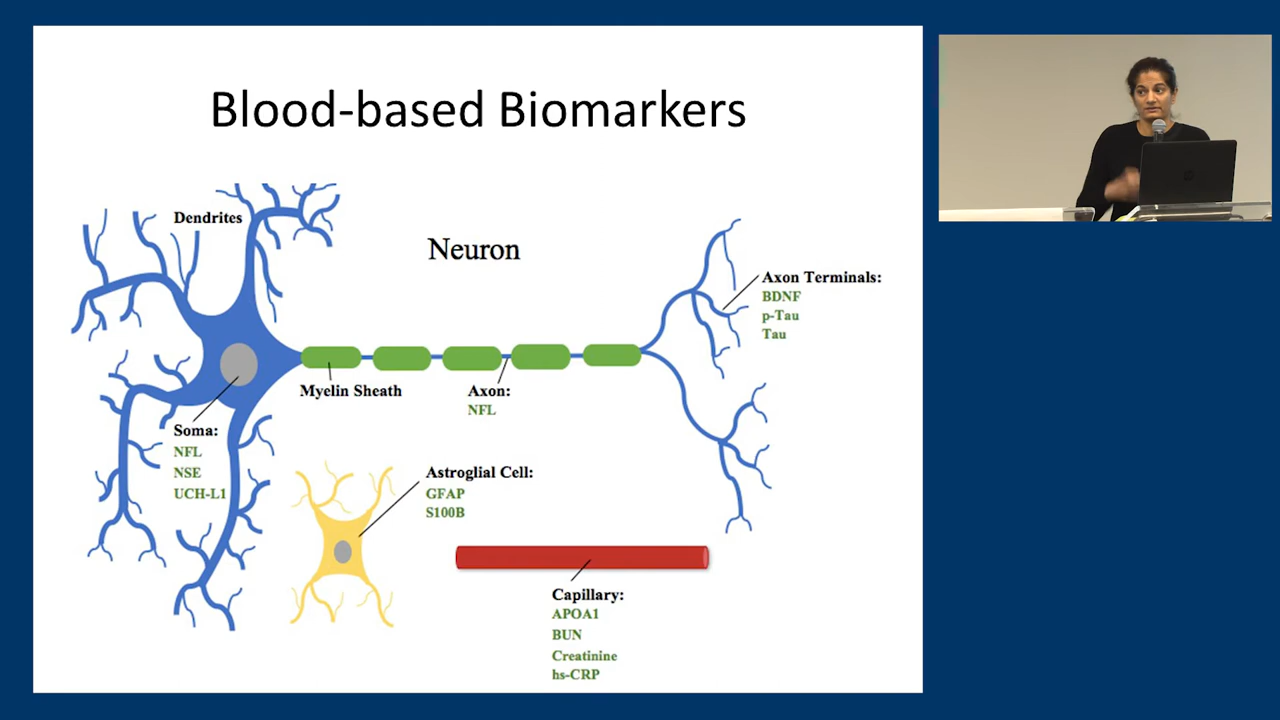 Blood-based Biomarkers
Dendrites
Neuron
Axon Terminals:
BDNF
p-Tau
Tau
Myelin Sheath
Axon:
NFL
Soma:
NFL
NSE
UCH-L1
Astroglial Cell:
GFAP
S100B
Capillary:
APOA1
BUN
Creatinine
hs-CRP